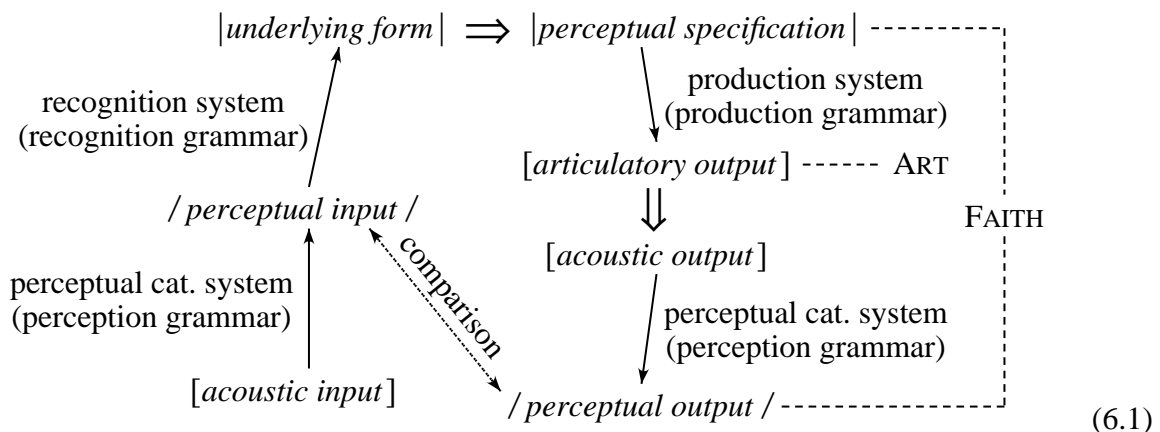 |underlying form| ⇒ |perceptual specification|
recognition system
(recognition grammar)
production system
(production grammar)
[articulatory output]
ART
/ perceptual input /
⇓
FAITH
[acoustic output]
comparison
perceptual cat. system
(perception grammar)
perceptual cat. system
(perception grammar)
[acoustic input]
/ perceptual output /
(6.1)